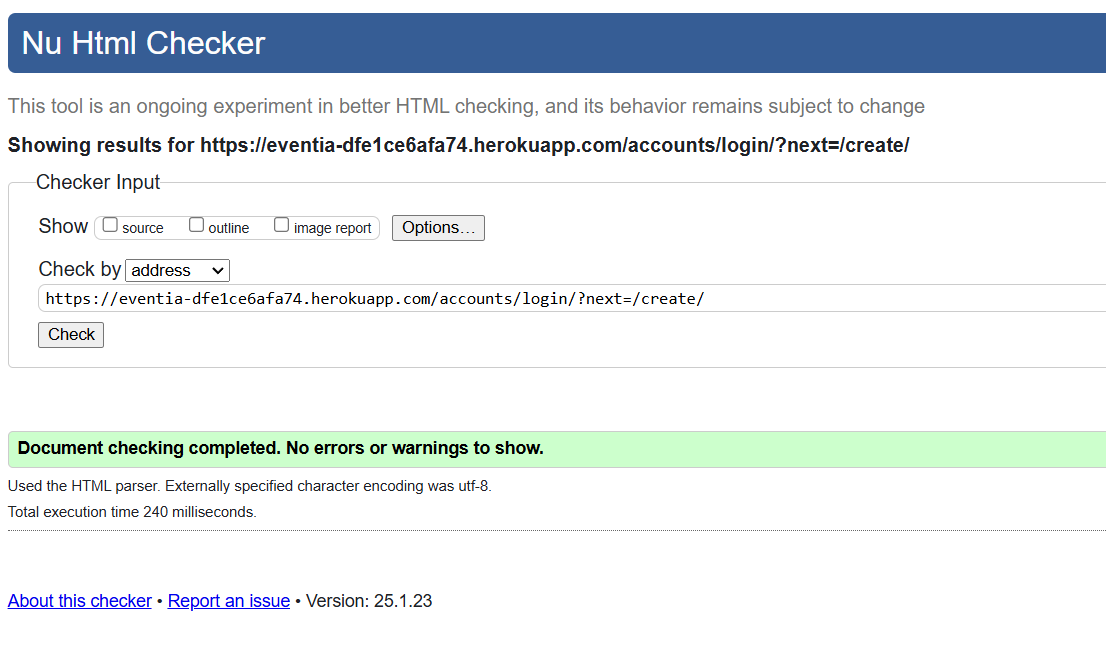 Nu Html Checker
This tool is an ongoing experiment in better HTML checking, and its behavior remains subject to change
Showing results for https://eventia-dfe1ce6afa74.herokuapp.com/accounts/login/?next=/create/
Checker Input
Show source outline image report Options...
Check by address
https://eventia-dfe1ce6afa74.herokuapp.com/accounts/login/?next=/create/
Check
Document checking completed. No errors or warnings to show.
Used the HTML parser. Externally specified character encoding was utf-8.
Total execution time 240 milliseconds.
About this checker • Report an issue • Version: 25.1.23